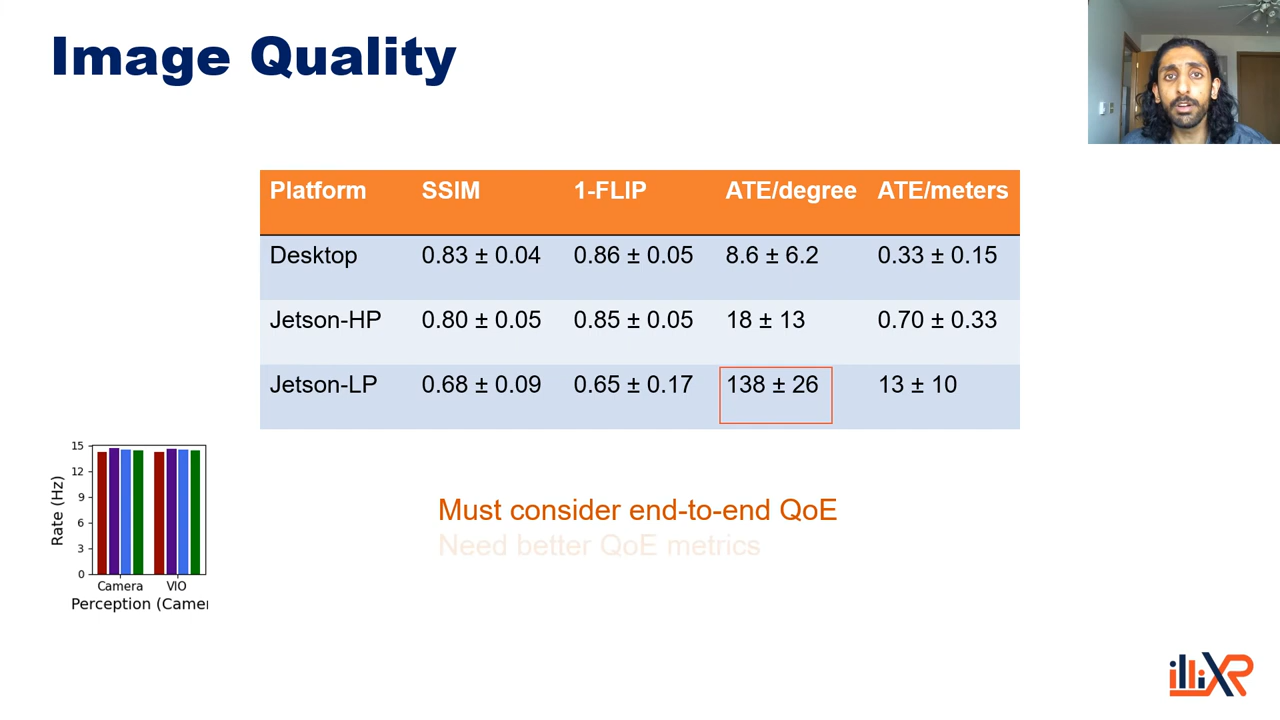 Image Quality
Platform SSIM 1-FLIP ATE/degree ATE/meters
Desktop 0.83 ± 0.04 0.86 ± 0.05 8.6 ± 6.2 0.33 ± 0.15
Jetson-HP 0.80 ± 0.05 0.85 ± 0.05 18 ± 13 0.70 ± 0.33
Jetson-LP 0.68 ± 0.09 0.65 ± 0.17 138 ± 26 13 ± 10
15
12
9
6
3
0
Rate (Hz)
Camera VIO
Perception (Camer
Must consider end-to-end QoE
Need better QoE metrics
illiXR